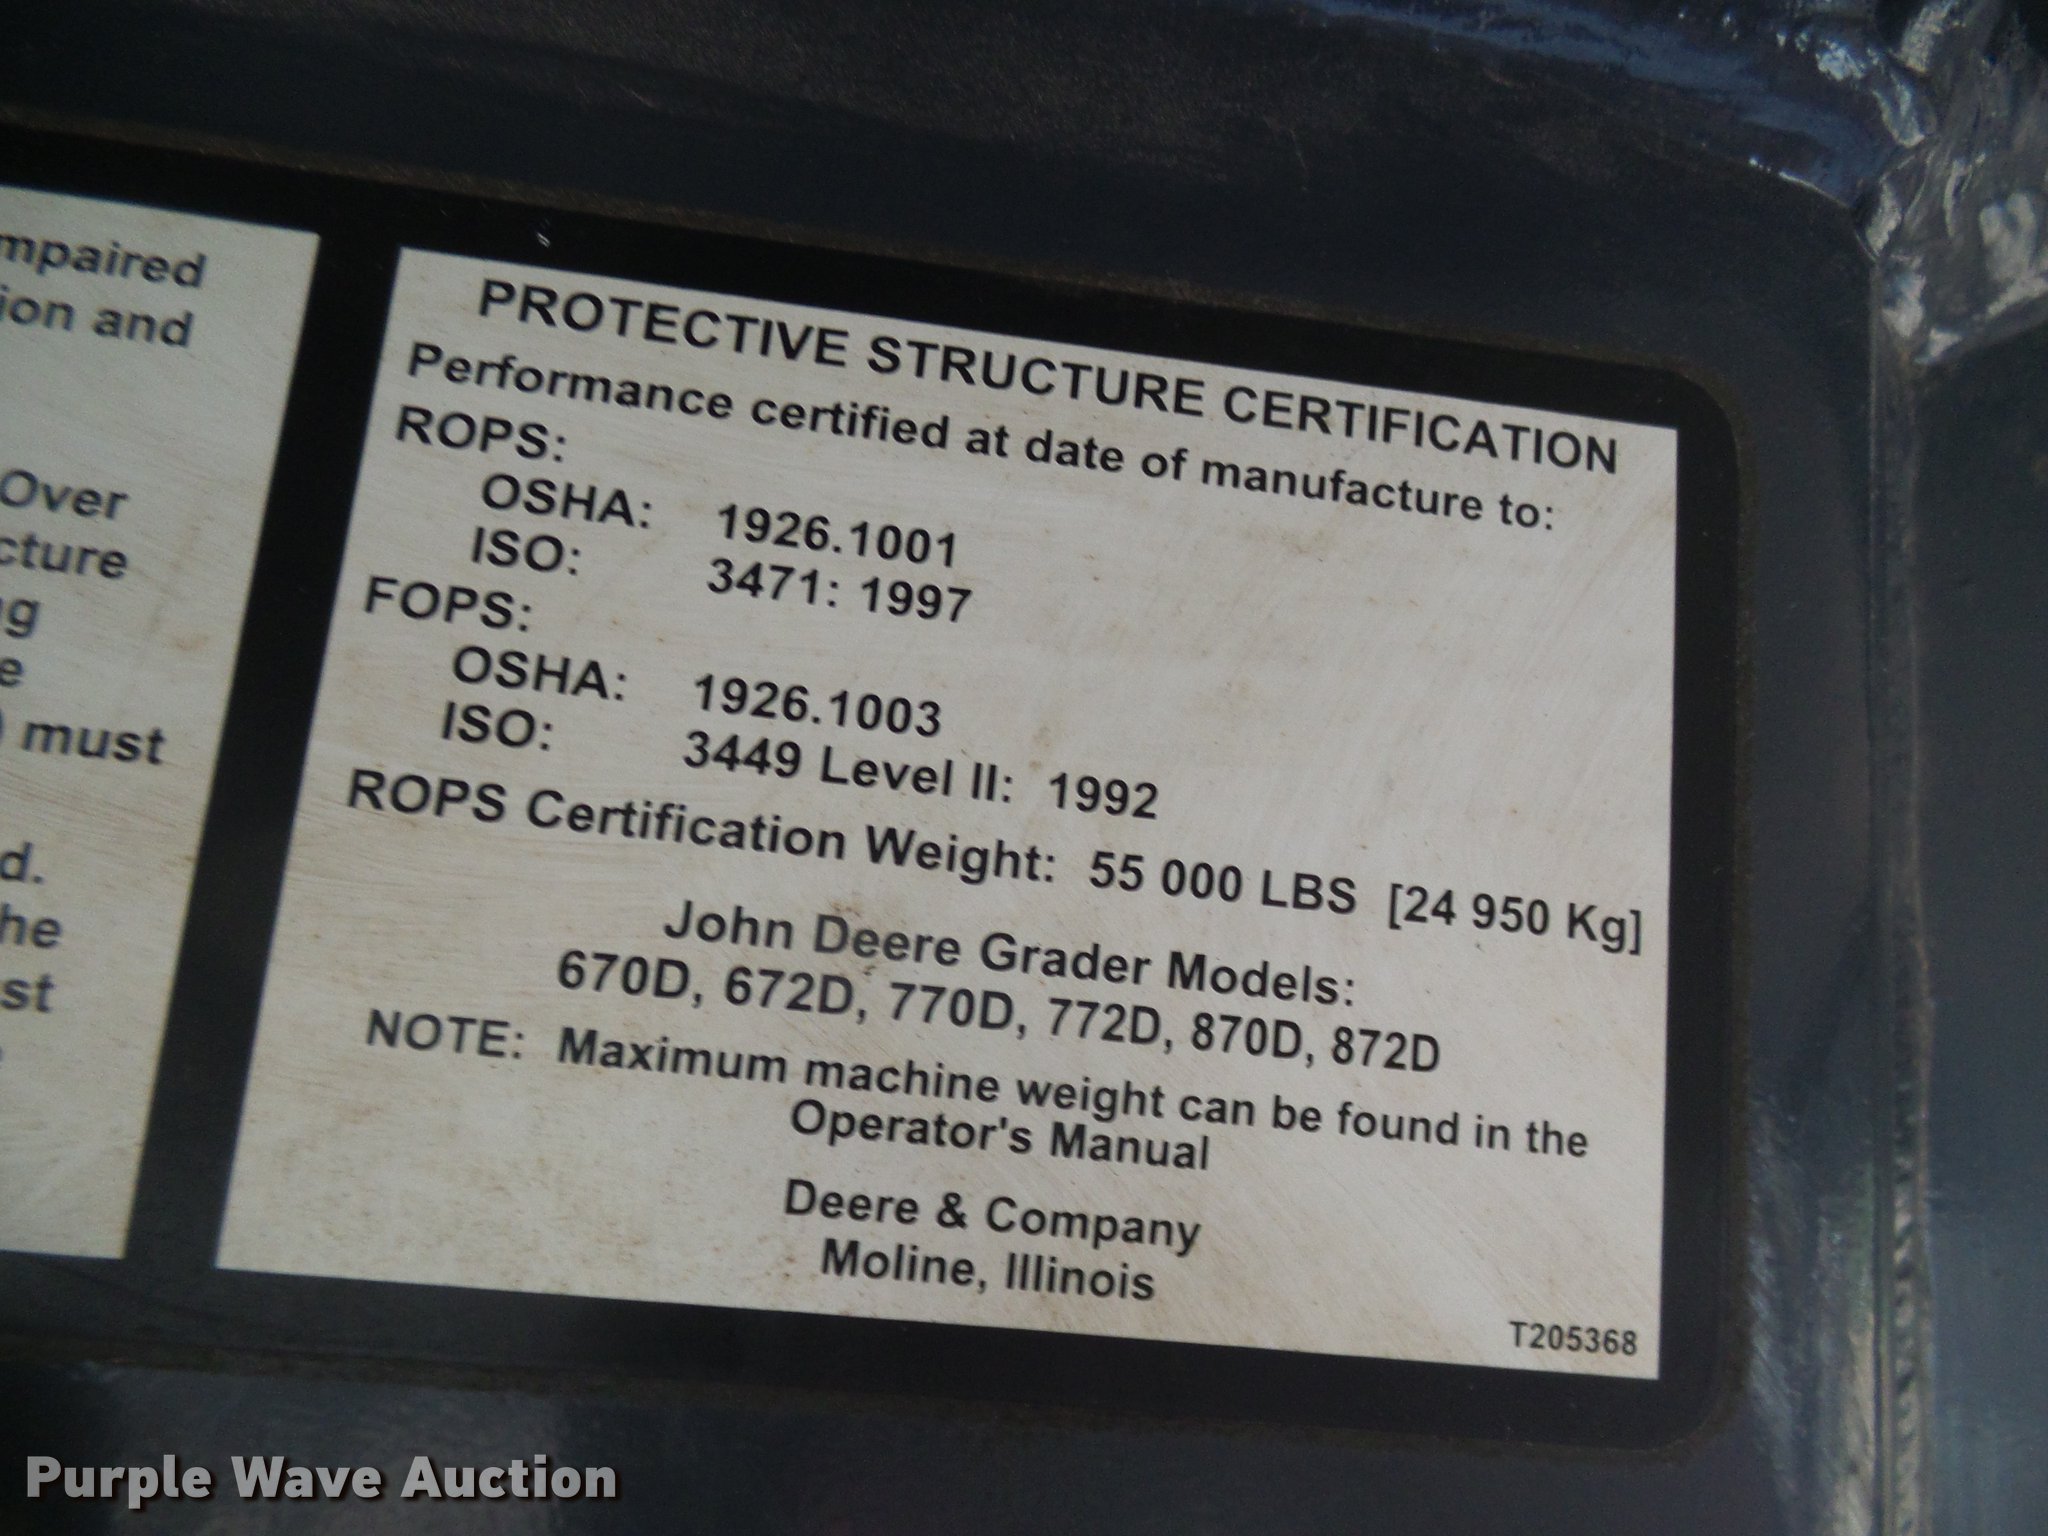 mpaired
ion and
Over
cture
g
e
) must
d.
he
st
PROTECTIVE STRUCTURE CERTIFICATION
Performance certified at date of manufacture to:
ROPS:
OSHA: 1926.1001
ISO: 3471: 1997
FOPS:
OSHA: 1926.1003
ISO: 3449 Level II: 1992
ROPS Certification Weight: 55 000 LBS [24 950 Kg]
John Deere Grader Models:
670D, 672D, 770D, 772D, 870D, 872D
NOTE: Maximum machine weight can be found in the
Operator's Manual
Deere & Company
Moline, Illinois
T205368
Purple Wave Auction